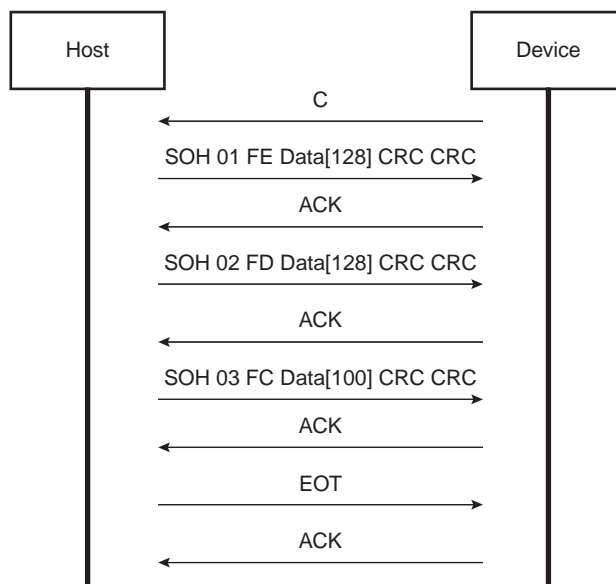 Host
Device
C
SOH 01 FE Data[128] CRC CRC
ACK
SOH 02 FD Data[128] CRC CRC
ACK
SOH 03 FC Data[100] CRC CRC
ACK
EOT
ACK